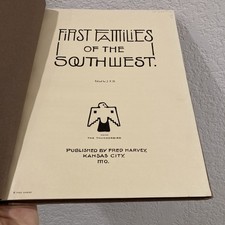 FIRST FAMILIES
OF THE
SOUTHWEST.
THE THUNDERBIRD
PUBLISHED BY FRED HARVEY
KANSAS CITY
MO.